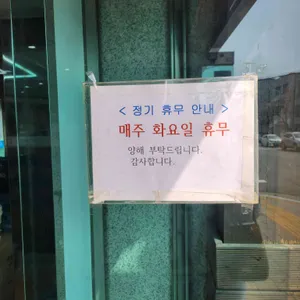 < 정기 휴무 안내 >
매주 화요일 휴무
양해 부탁드립니다.
감사합니다.